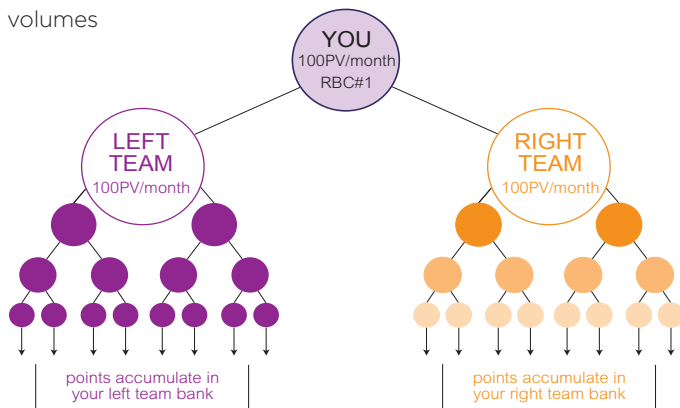 volumes
YOU
100PV/month
RBC#1
LEFT
TEAM
100PV/month
RIGHT
TEAM
100PV/month
points accumulate in
your left team bank
points accumulate in
your right team bank